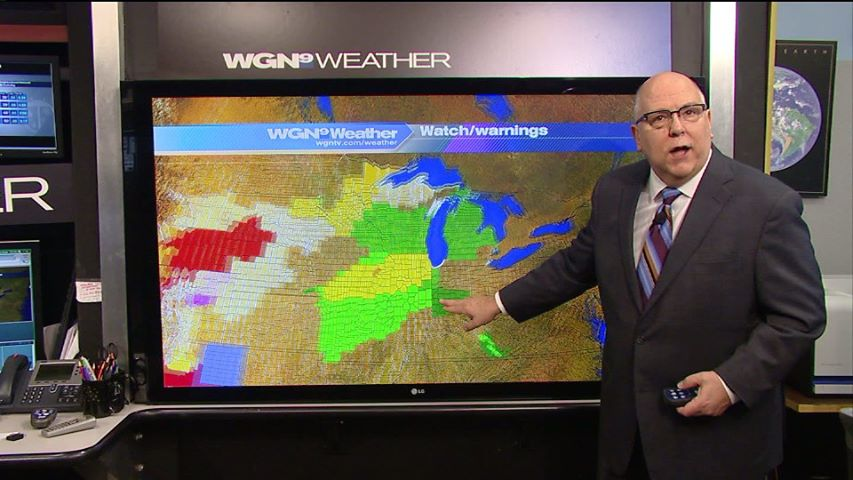 WGN9 WEATHER
WGN9 Weather
wgntv.com/weather
Watch/warnings
EARTH
ER
LG